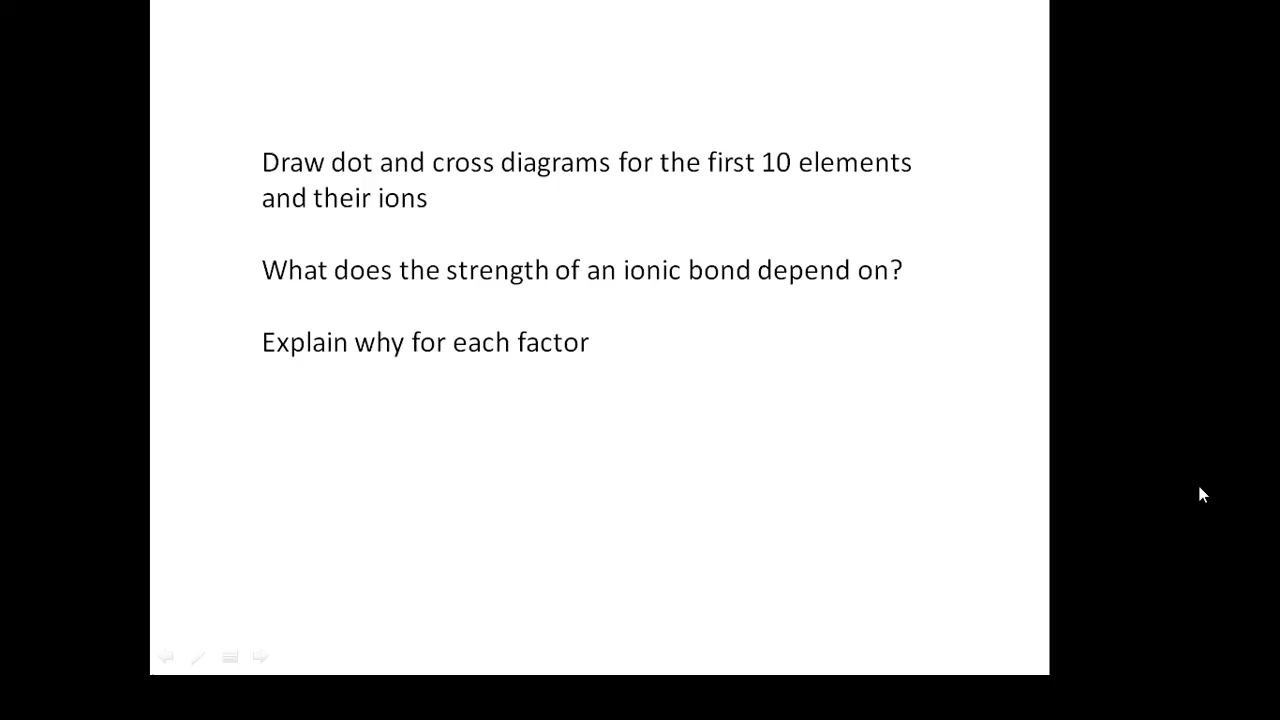 Draw dot and cross diagrams for the first 10 elements
and their ions
What does the strength of an ionic bond depend on?
Explain why for each factor